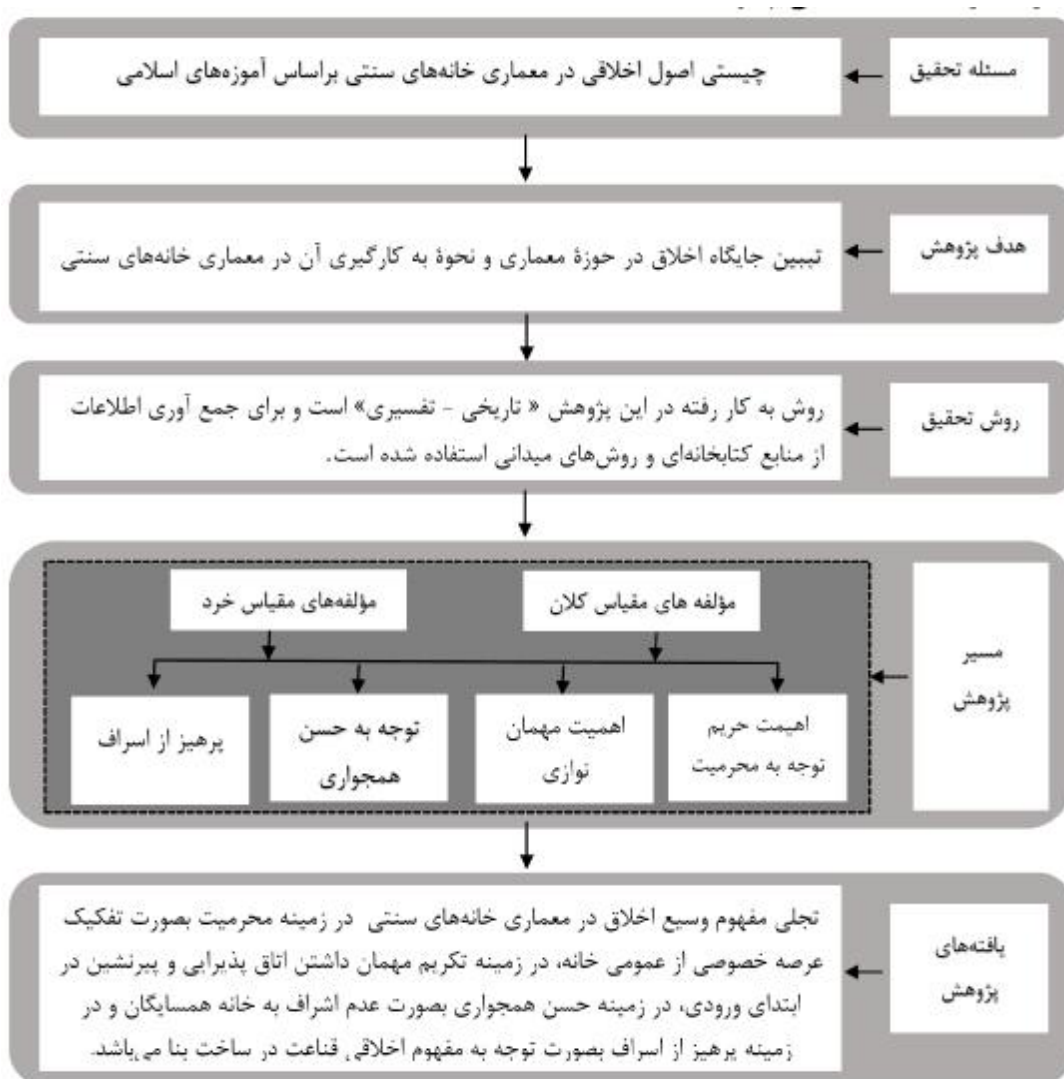 مسئله تحقیق
چیستی اصول اخلاقی در معماری خانه‌های سنتی براساس آموزه‌های اسلامی
هدف پژوهش
تبیین جایگاه اخلاق در حوزهٔ معماری و نحوهٔ به کارگیری آن در معماری خانه‌های سنتی
روش تحقیق
روش به کار رفته در این پژوهش « تاریخی - تفسیری» است و برای جمع آوری اطلاعات
از منابع کتابخانه‌ای و روش‌های میدانی استفاده شده است.
مسیر
پژوهش
مؤلفه های مقیاس کلان
مؤلفه‌های مقیاس خرد
اهیمت حریم
توجه به محرمیت
اهمیت مهمان
نوازی
توجه به حسن
همجواری
پرهیز از اسراف
یافته‌های
پژوهش
تجلی مفهوم وسیع اخلاق در معماری خانه‌های سنتی در زمینه محرمیت بصورت تفکیک
عرصه خصوصی از عمومی خانه، در زمینه تکریم مهمان داشتن اتاق پذیرایی و پیرنشین در
ابتدای ورودی، در زمینه حسن همجواری بصورت عدم اشراف به خانه همسایگان و در
زمینه پرهیز از اسراف بصورت توجه به مفهوم اخلاقی قناعت در ساخت بنا می‌باشد.